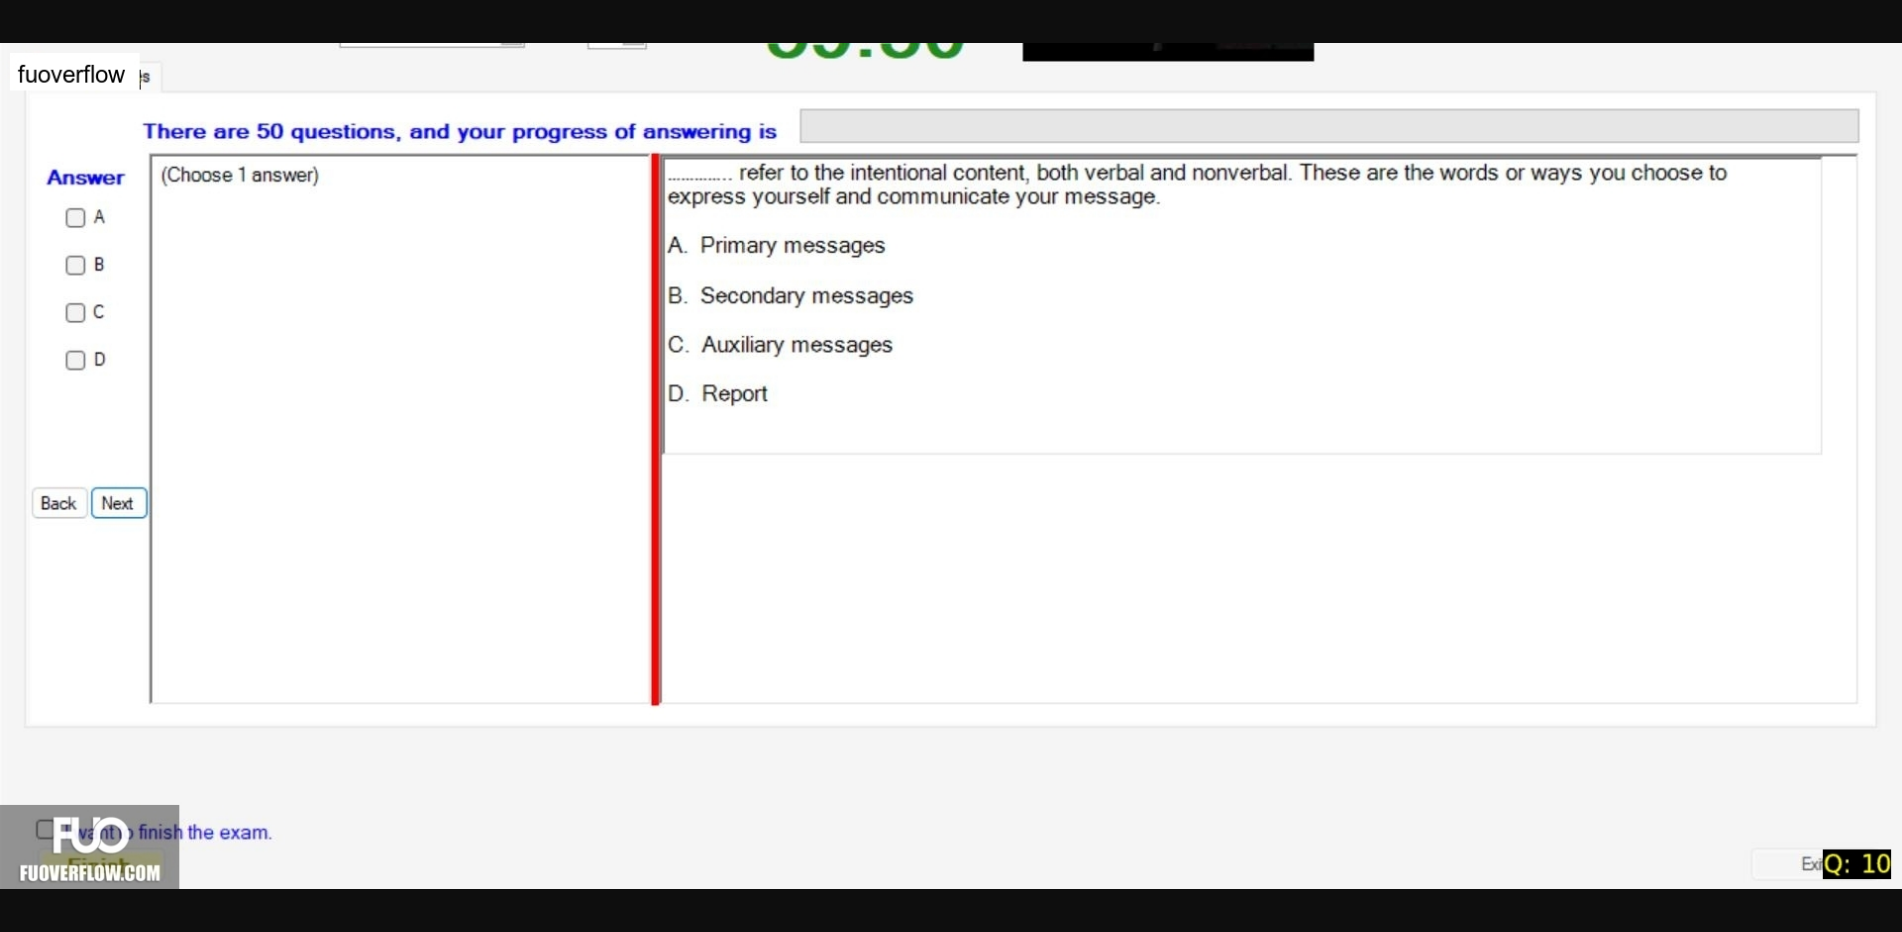 fuoverflow
There are 50 questions, and your progress of answering is
Answer
(Choose 1 answer)
A
B
C
D
Back Next
............. refer to the intentional content, both verbal and nonverbal. These are the words or ways you choose to
express yourself and communicate your message.
A. Primary messages
B. Secondary messages
C. Auxiliary messages
D. Report
finish the exam.
FUO
FUOVERFLOW.COM
Q: 10